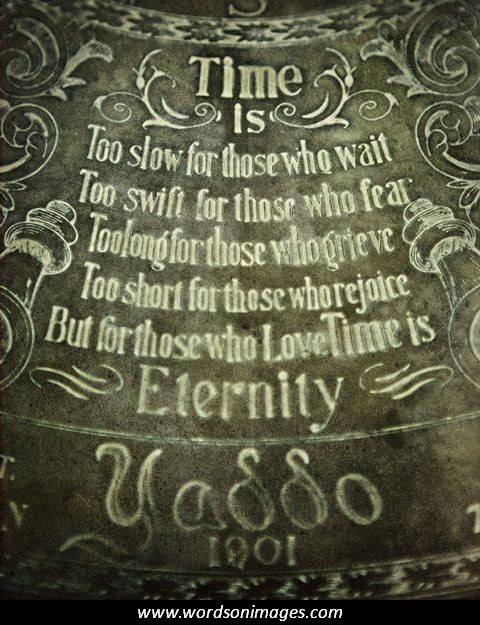 S
Time
is
Too slow for those who wait
Too swift for those who fear
Too long for those who grieve
Too short for those who rejoice
But for those who Love Time is
Eternity
Yaddo
1901
www.wordsonimages.com